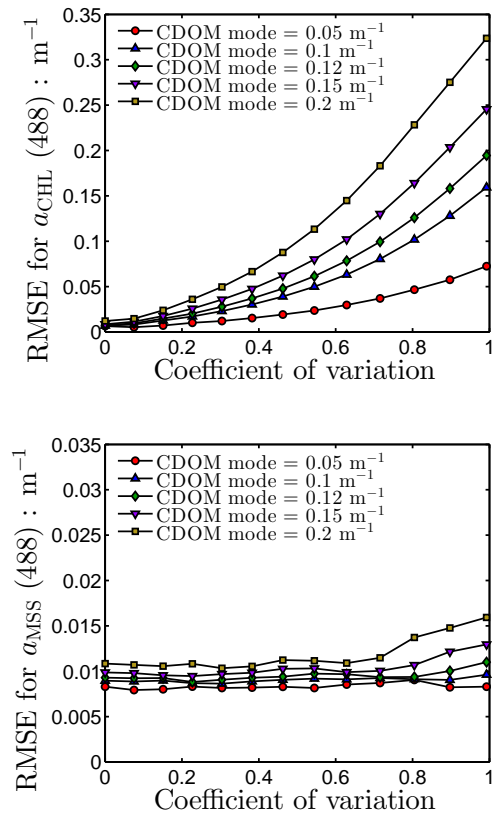 0.35
0.3
0.25
0.2
0.15
0.1
0.05
0
RMSE for a_CHL (488) : m⁻¹
CDOM mode = 0.05 m⁻¹
CDOM mode = 0.1 m⁻¹
CDOM mode = 0.12 m⁻¹
CDOM mode = 0.15 m⁻¹
CDOM mode = 0.2 m⁻¹
0 0.2 0.4 0.6 0.8 1
Coefficient of variation
0.035
0.03
0.025
0.02
0.015
0.01
0.005
0
RMSE for a_MSS (488) : m⁻¹
CDOM mode = 0.05 m⁻¹
CDOM mode = 0.1 m⁻¹
CDOM mode = 0.12 m⁻¹
CDOM mode = 0.15 m⁻¹
CDOM mode = 0.2 m⁻¹
0 0.2 0.4 0.6 0.8 1
Coefficient of variation